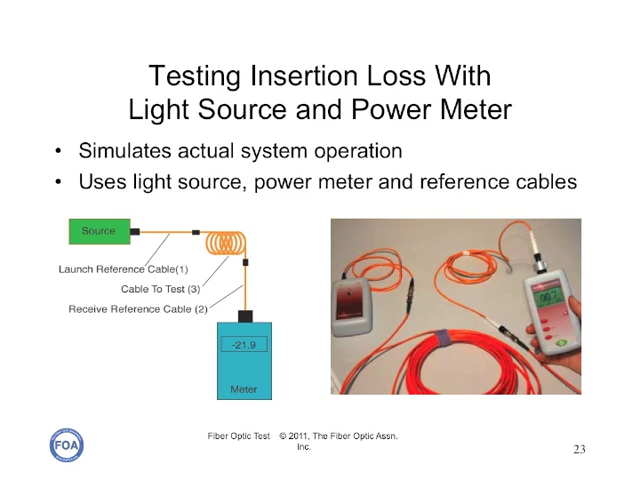 Testing Insertion Loss With
Light Source and Power Meter
• Simulates actual system operation
• Uses light source, power meter and reference cables
Source
Launch Reference Cable(1)
Cable To Test (3)
Receive Reference Cable (2)
-21.9
Meter
FOA
Fiber Optic Test © 2011, The Fiber Optic Assn.
Inc.
23